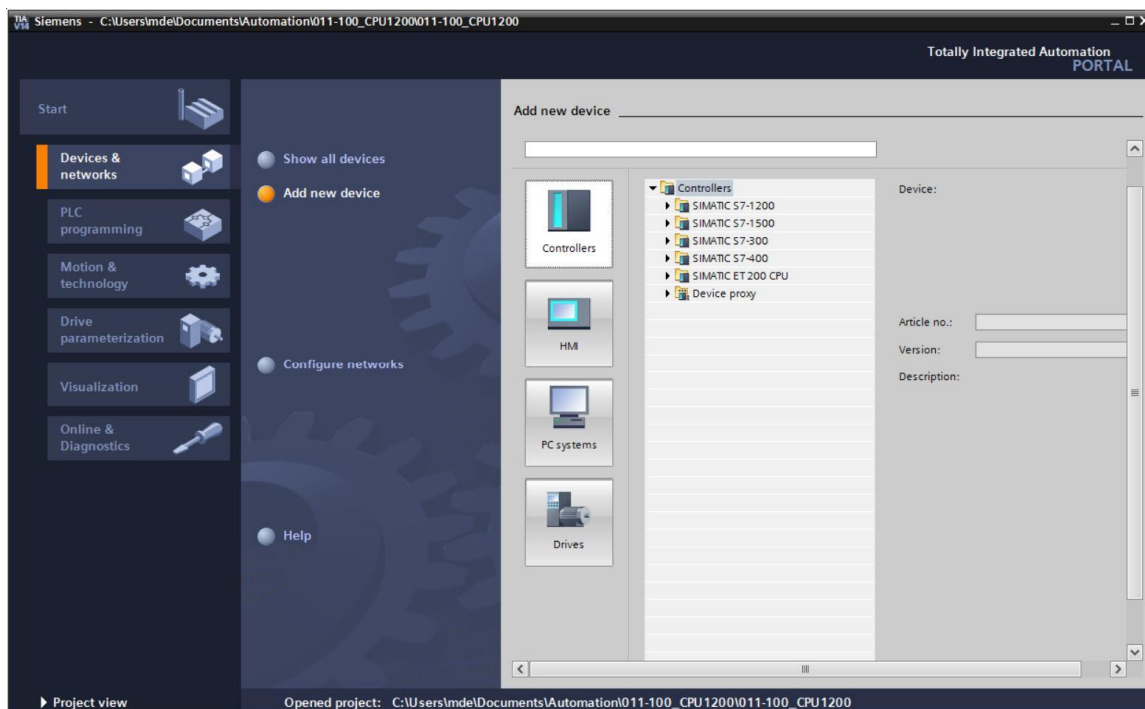 TIA
V14
Siemens - C:\Users\mde\Documents\Automation\011-100_CPU1200\011-100_CPU1200
Totally Integrated Automation
PORTAL
Start
Devices &
networks
PLC
programming
Motion &
technology
Drive
parameterization
Visualization
Online &
Diagnostics
Show all devices
Add new device
Configure networks
Help
Add new device
Controllers
HMI
PC systems
Drives
Controllers
SIMATIC S7-1200
SIMATIC S7-1500
SIMATIC S7-300
SIMATIC S7-400
SIMATIC ET 200 CPU
Device proxy
Device:
Article no.:
Version:
Description:
Project view
Opened project: C:\Users\mde\Documents\Automation\011-100_CPU1200\011-100_CPU1200